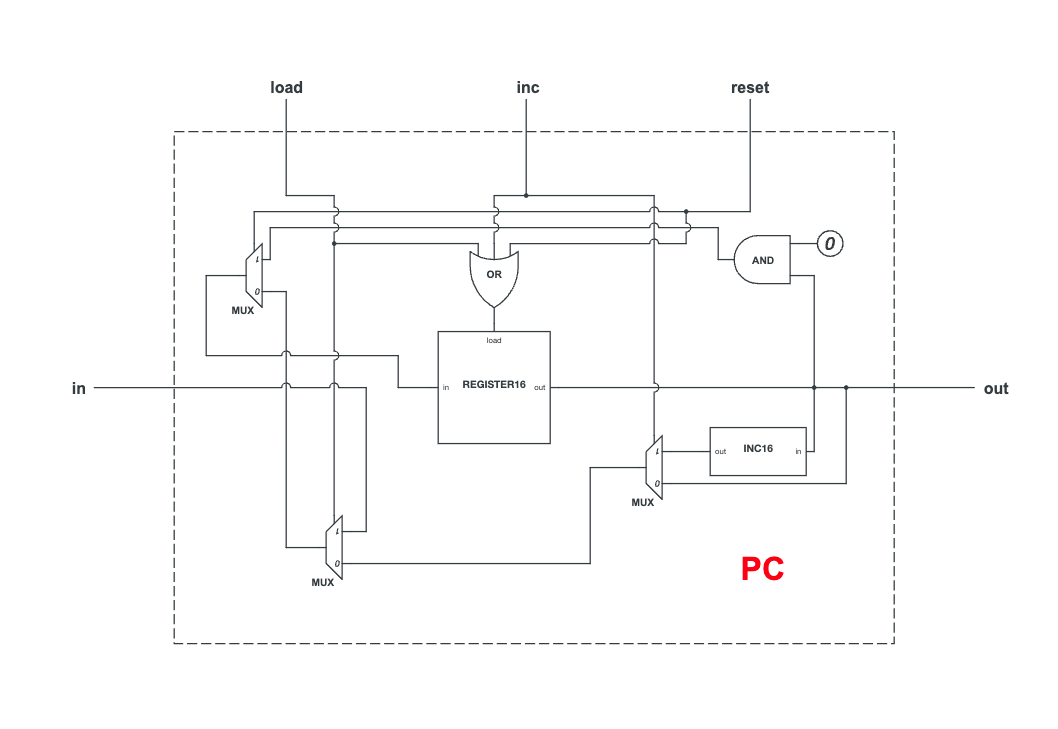 load inc reset
0
AND
1
OR
0
MUX
load
in REGISTER16 out
in out
1 out INC16 in
0
MUX
1
0
PC
MUX